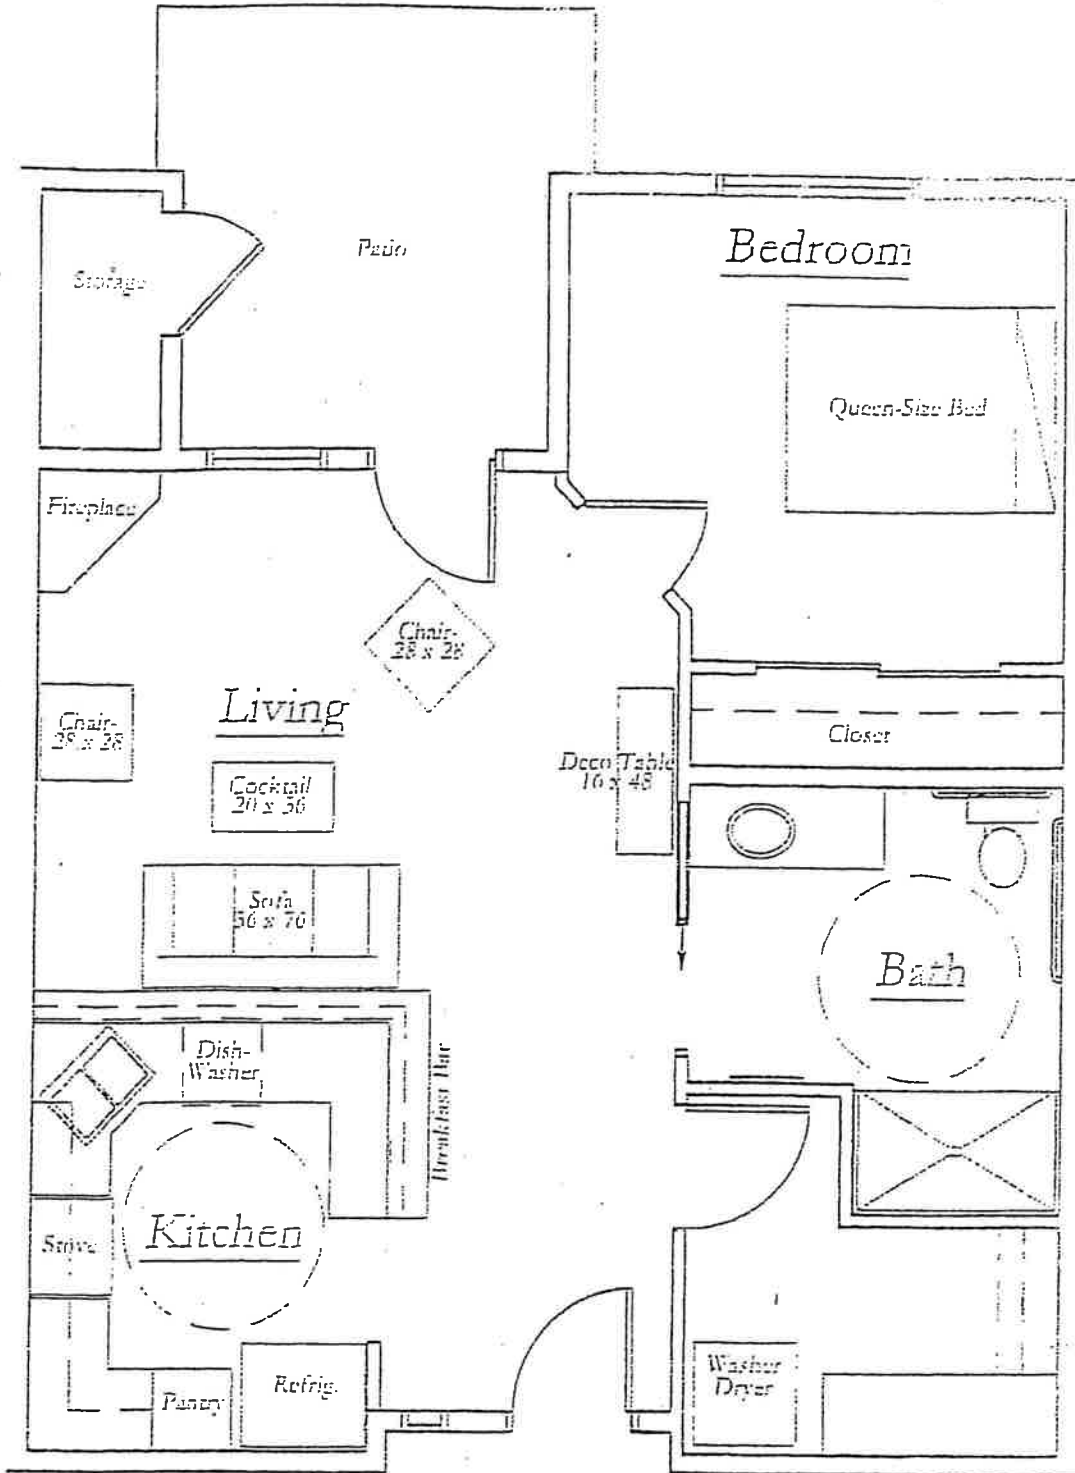 Patio
Bedroom
Storage
Queen-Size Bed
Fireplace
Chair-
28 x 28
Living
Chair-
28 x 28
Closet
Deco Table
16 x 48
Cocktail
20 x 36
Sofa
36 x 76
Bath
Dish-
Washer
Breakfast Bar
Kitchen
Stove
Washer
Dryer
Refrig.
Pantry